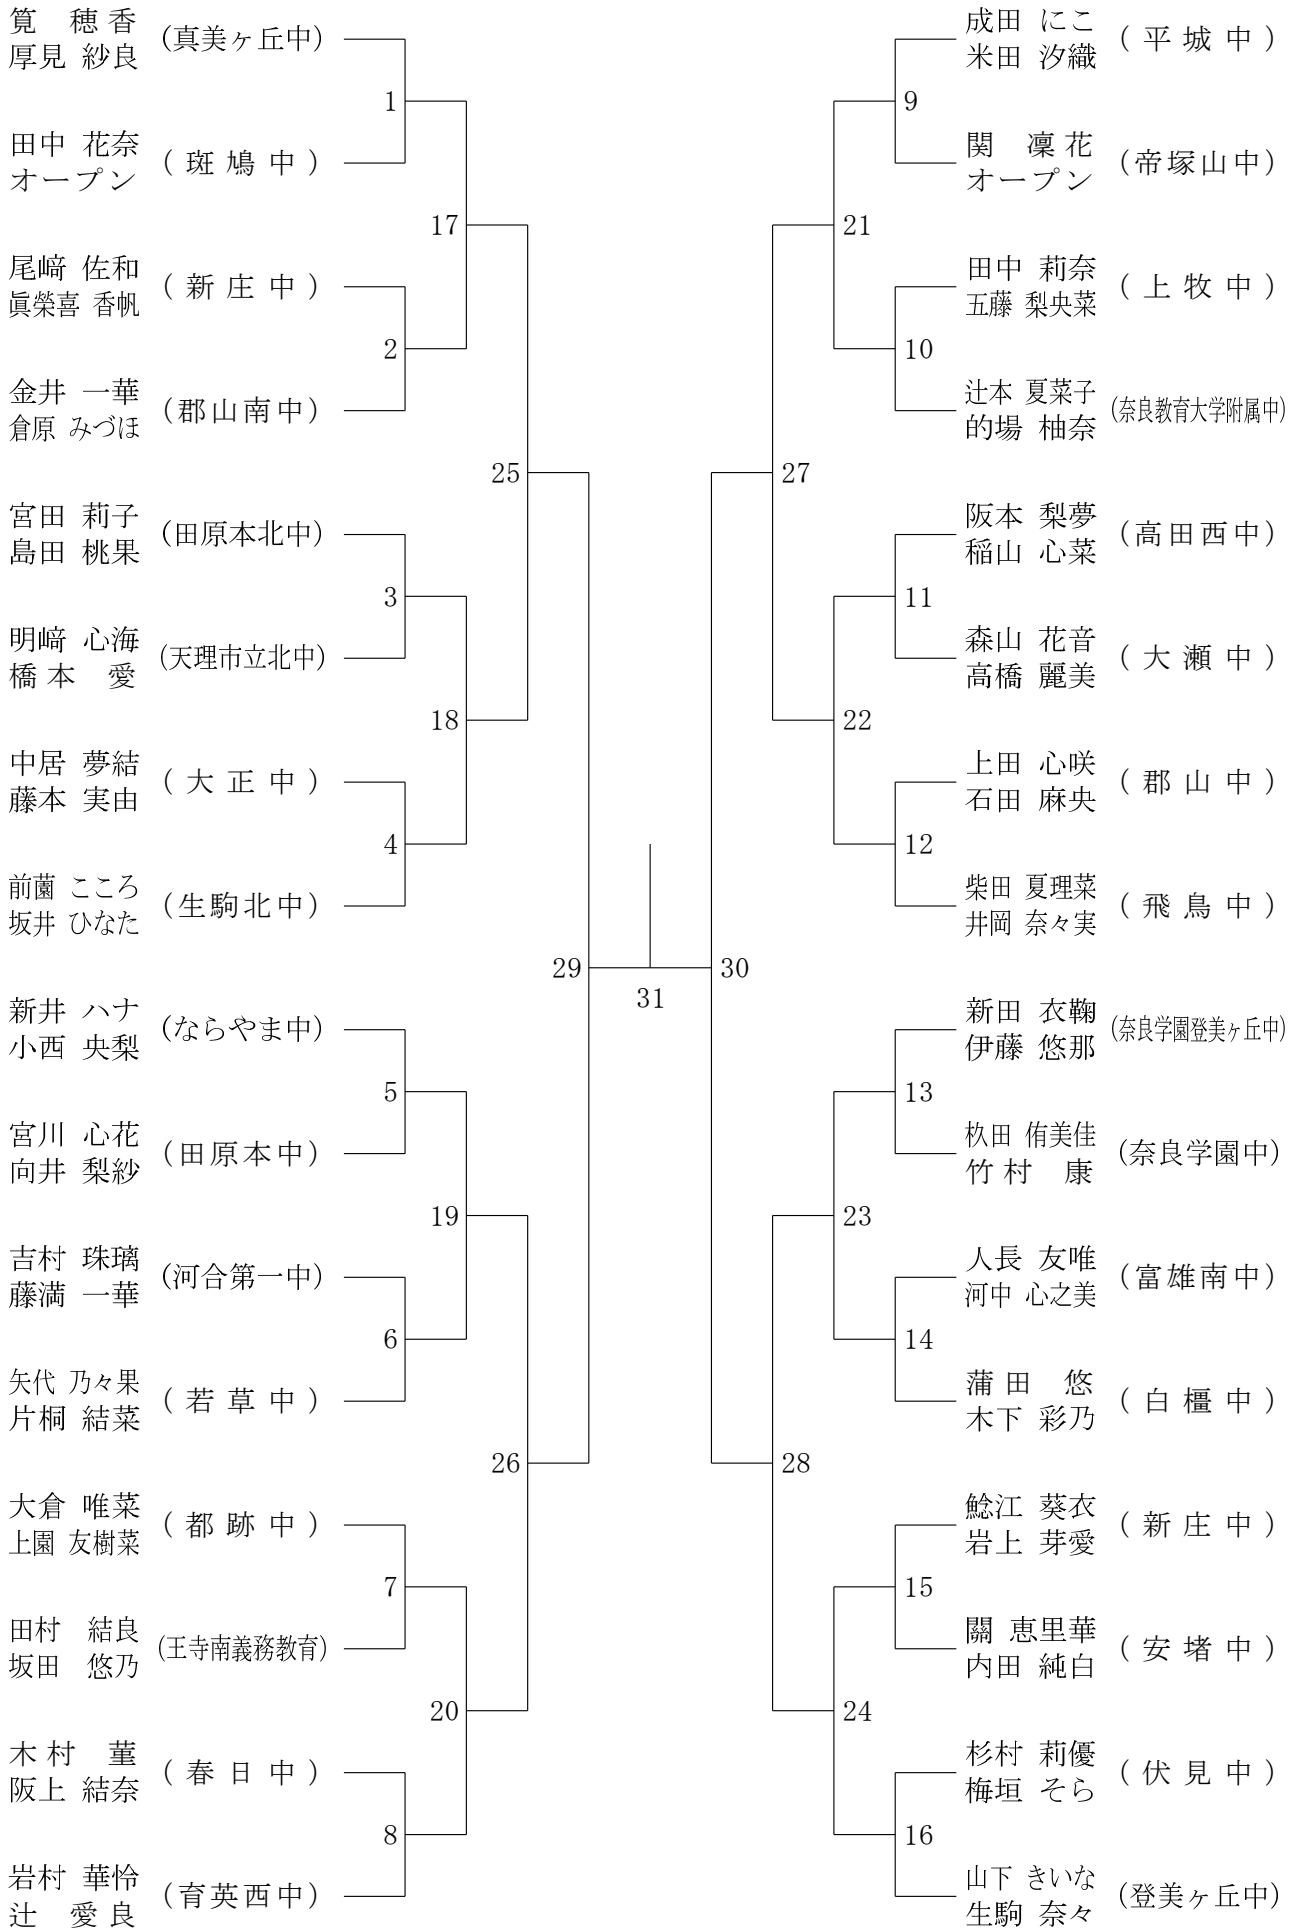 筧　穂香
厚見 紗良
(真美ヶ丘中)
1
田中 花奈
オープン
(斑鳩中)
17
尾﨑 佐和
眞榮喜 香帆
(新庄中)
2
金井 一華
倉原 みづほ
(郡山南中)
25
宮田 莉子
島田 桃果
(田原本北中)
3
明﨑 心海
橋本　愛
(天理市立北中)
18
中居 夢結
藤本 実由
(大正中)
4
前薗 こころ
坂井 ひなた
(生駒北中)
29
新井 ハナ
小西 央梨
(ならやま中)
5
宮川 心花
向井 梨紗
(田原本中)
19
吉村 珠璃
藤満 一華
(河合第一中)
6
矢代 乃々果
片桐 結菜
(若草中)
26
大倉 唯菜
上園 友樹菜
(都跡中)
7
田村　結良
坂田　悠乃
(王寺南義務教育)
20
木村　菫
阪上 結奈
(春日中)
8
岩村 華怜
辻　愛良
(育英西中)
31
成田 にこ
米田 汐織
(平城中)
9
関　凜花
オープン
(帝塚山中)
21
田中 莉奈
五藤 梨央菜
(上牧中)
10
辻本 夏菜子
的場 柚奈
(奈良教育大学附属中)
27
阪本 梨夢
稲山 心菜
(高田西中)
11
森山 花音
高橋 麗美
(大瀬中)
22
上田 心咲
石田 麻央
(郡山中)
12
柴田 夏理菜
井岡 奈々実
(飛鳥中)
30
新田 衣鞠
伊藤 悠那
(奈良学園登美ヶ丘中)
13
杦田 侑美佳
竹村　康
(奈良学園中)
23
人長 友唯
河中 心之美
(富雄南中)
14
蒲田　悠
木下 彩乃
(白橿中)
28
鯰江 葵衣
岩上 芽愛
(新庄中)
15
關 恵里華
内田 純白
(安堵中)
24
杉村 莉優
梅垣 そら
(伏見中)
16
山下 きいな
生駒 奈々
(登美ヶ丘中)